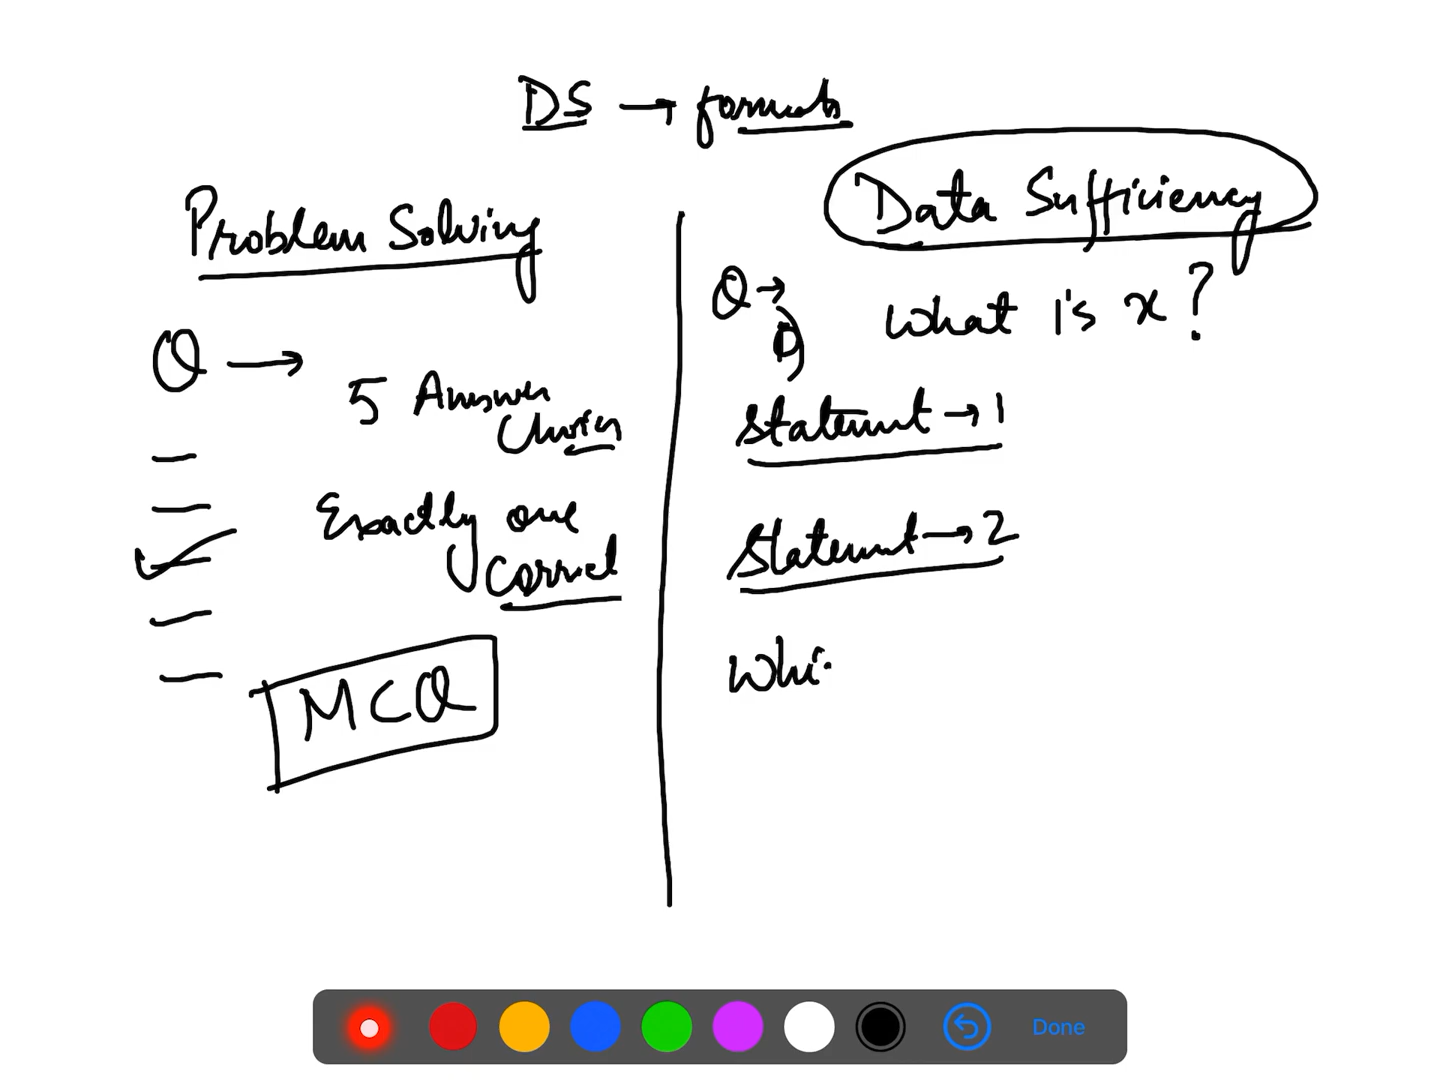 DS → formats
Problem Solving
Q →
5 Answer
Choices
Exactly one
correct
MCQ
Data Sufficiency
Q →
What is x?
Statement → 1
Statement → 2
Whi
Done